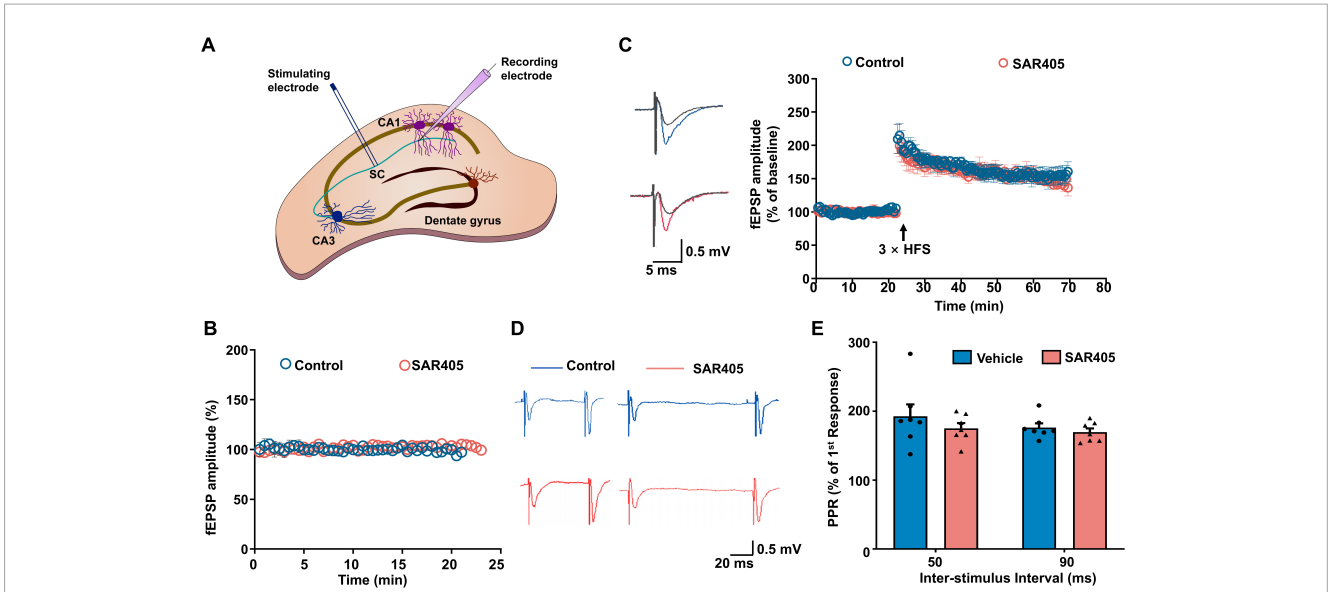 A
Stimulating
electrode
Recording
electrode
CA1
SC
Dentate gyrus
CA3
C
Control
SAR405
fEPSP amplitude
(% of baseline)
300
250
200
150
100
50
0
3 × HFS
0 10 20 30 40 50 60 70 80
Time (min)
0.5 mV
5 ms
B
Control
SAR405
fEPSP amplitude (%)
200
150
100
50
0
0 5 10 15 20 25
Time (min)
D
Control
SAR405
0.5 mV
20 ms
E
Vehicle
SAR405
PPR (% of 1st Response)
300
200
100
0
50 90
Inter-stimulus Interval (ms)